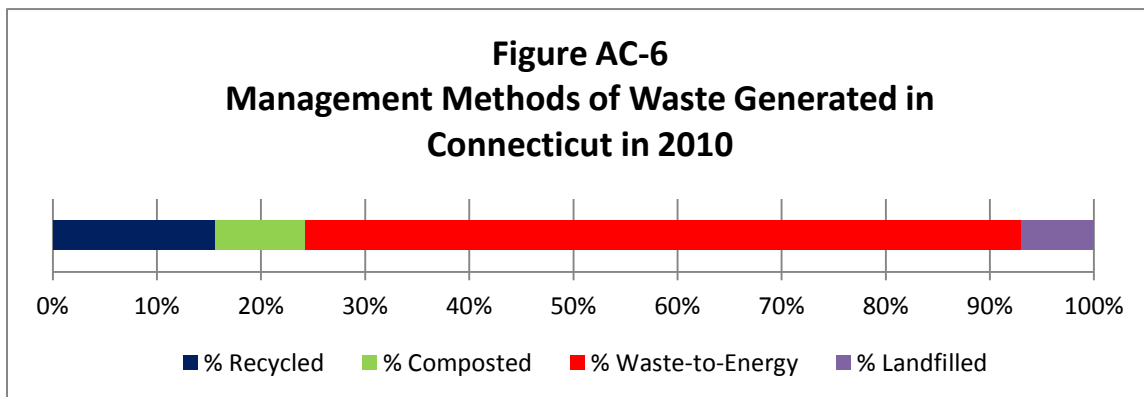 Figure AC-6
Management Methods of Waste Generated in
Connecticut in 2010
0% 10% 20% 30% 40% 50% 60% 70% 80% 90% 100%
% Recycled % Composted % Waste-to-Energy % Landfilled